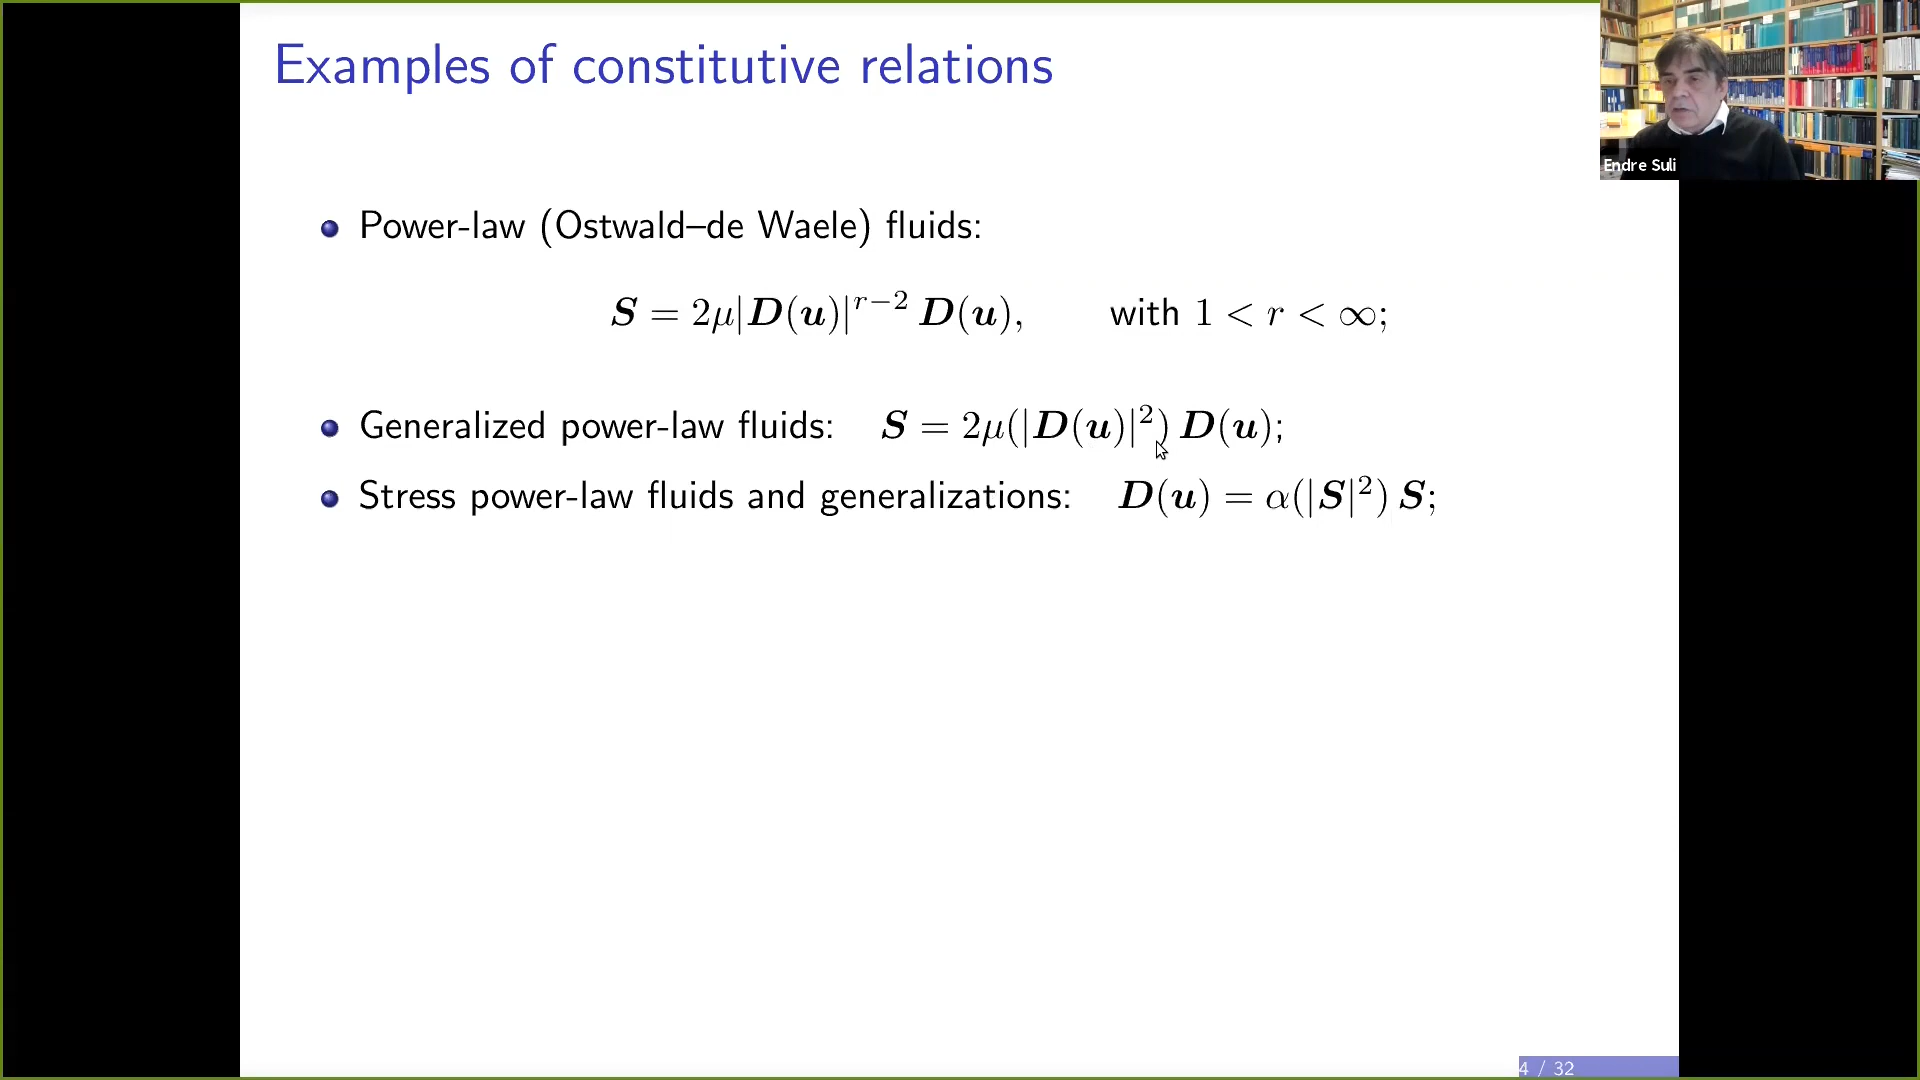 Examples of constitutive relations
Endre Suli
Power-law (Ostwald–de Waele) fluids:
S = 2μ|D(u)|^{r−2} D(u), with 1 < r < ∞;
Generalized power-law fluids: S = 2μ(|D(u)|²) D(u);
Stress power-law fluids and generalizations: D(u) = α(|S|²) S;
4 / 32